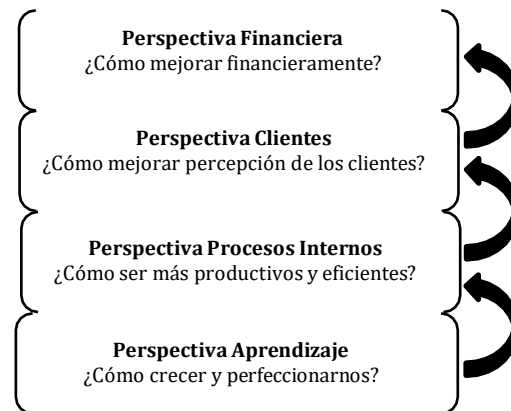 Perspectiva Financiera
¿Cómo mejorar financieramente?
Perspectiva Clientes
¿Cómo mejorar percepción de los clientes?
Perspectiva Procesos Internos
¿Cómo ser más productivos y eficientes?
Perspectiva Aprendizaje
¿Cómo crecer y perfeccionarnos?